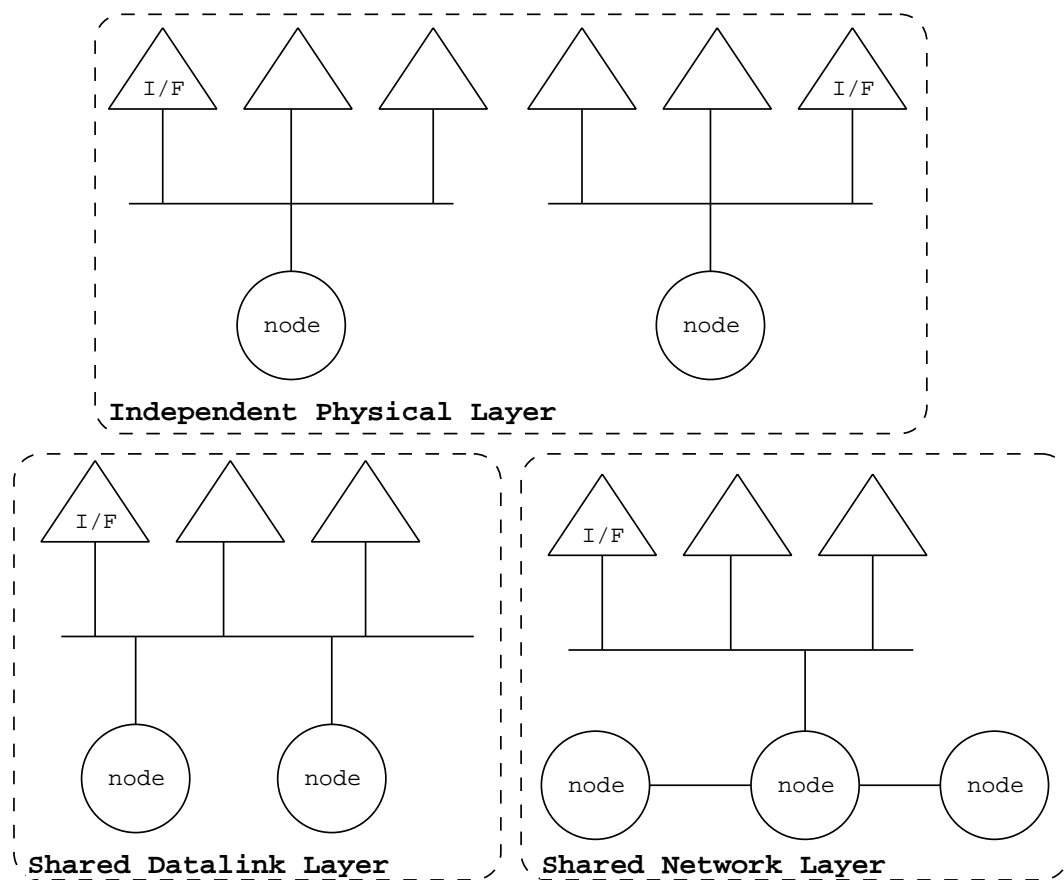 I/F I/F
node node
Independent Physical Layer
I/F
node node
Shared Datalink Layer
I/F
node node node
Shared Network Layer